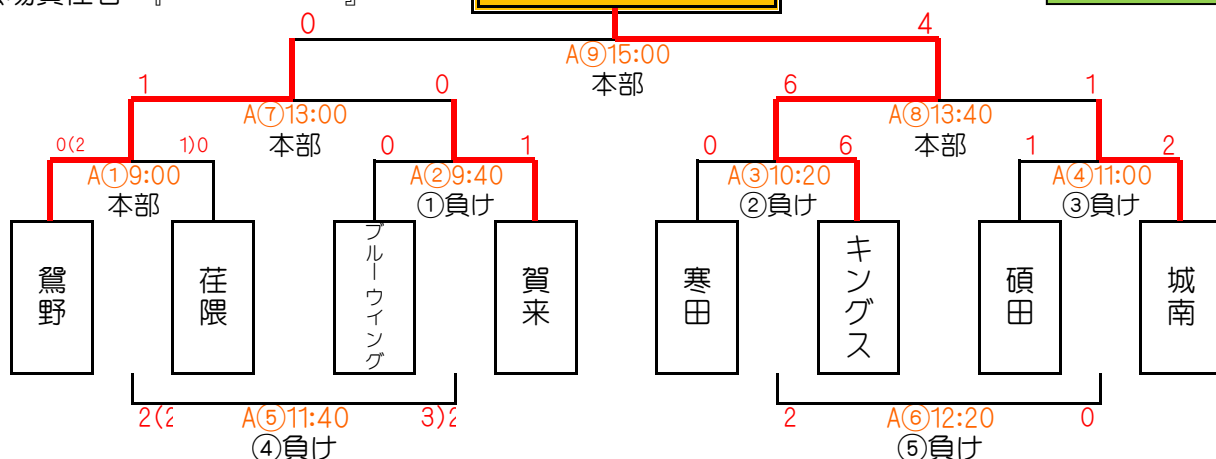 0 4
A⑨15:00
本部
1 0 6 1
A⑦13:00 A⑧13:40
本部 本部
0(2 1)0 0 1 0 6 1 2
A①9:00 A②9:40 A③10:20 A④11:00
本部 ①負け ②負け ③負け
鴛野
荏隈
ブルーウイング
賀来
寒田
キングス
碩田
城南
2(2 A⑤11:40 3)2 2 A⑥12:20 0
④負け ⑤負け